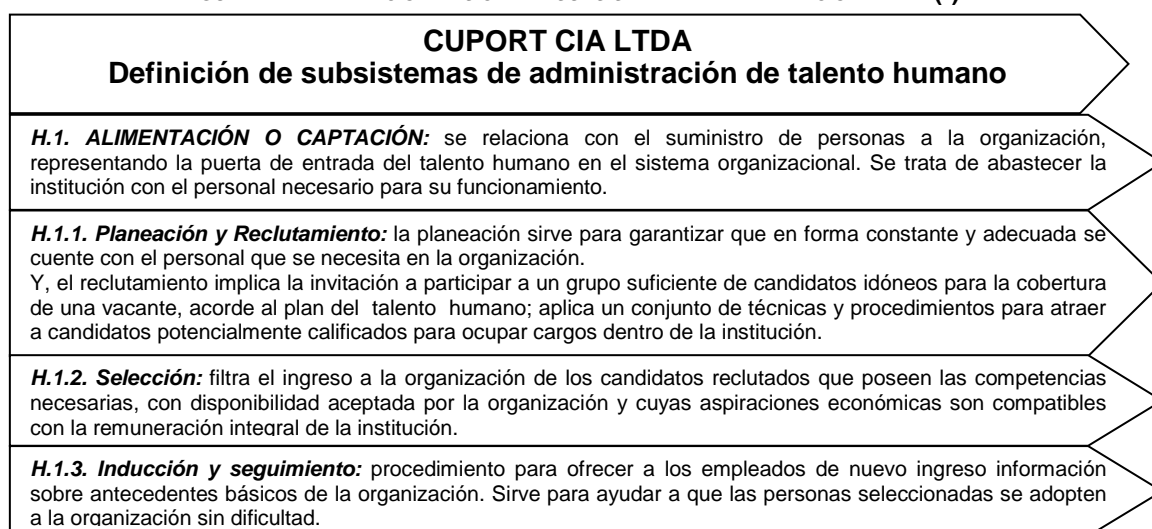 CUPORT CIA LTDA
Definición de subsistemas de administración de talento humano
H.1. ALIMENTACIÓN O CAPTACIÓN: se relaciona con el suministro de personas a la organización,
representando la puerta de entrada del talento humano en el sistema organizacional. Se trata de abastecer la
institución con el personal necesario para su funcionamiento.
H.1.1. Planeación y Reclutamiento: la planeación sirve para garantizar que en forma constante y adecuada se
cuente con el personal que se necesita en la organización.
Y, el reclutamiento implica la invitación a participar a un grupo suficiente de candidatos idóneos para la cobertura
de una vacante, acorde al plan del talento humano; aplica un conjunto de técnicas y procedimientos para atraer
a candidatos potencialmente calificados para ocupar cargos dentro de la institución.
H.1.2. Selección: filtra el ingreso a la organización de los candidatos reclutados que poseen las competencias
necesarias, con disponibilidad aceptada por la organización y cuyas aspiraciones económicas son compatibles
con la remuneración integral de la institución.
H.1.3. Inducción y seguimiento: procedimiento para ofrecer a los empleados de nuevo ingreso información
sobre antecedentes básicos de la organización. Sirve para ayudar a que las personas seleccionadas se adopten
a la organización sin dificultad.